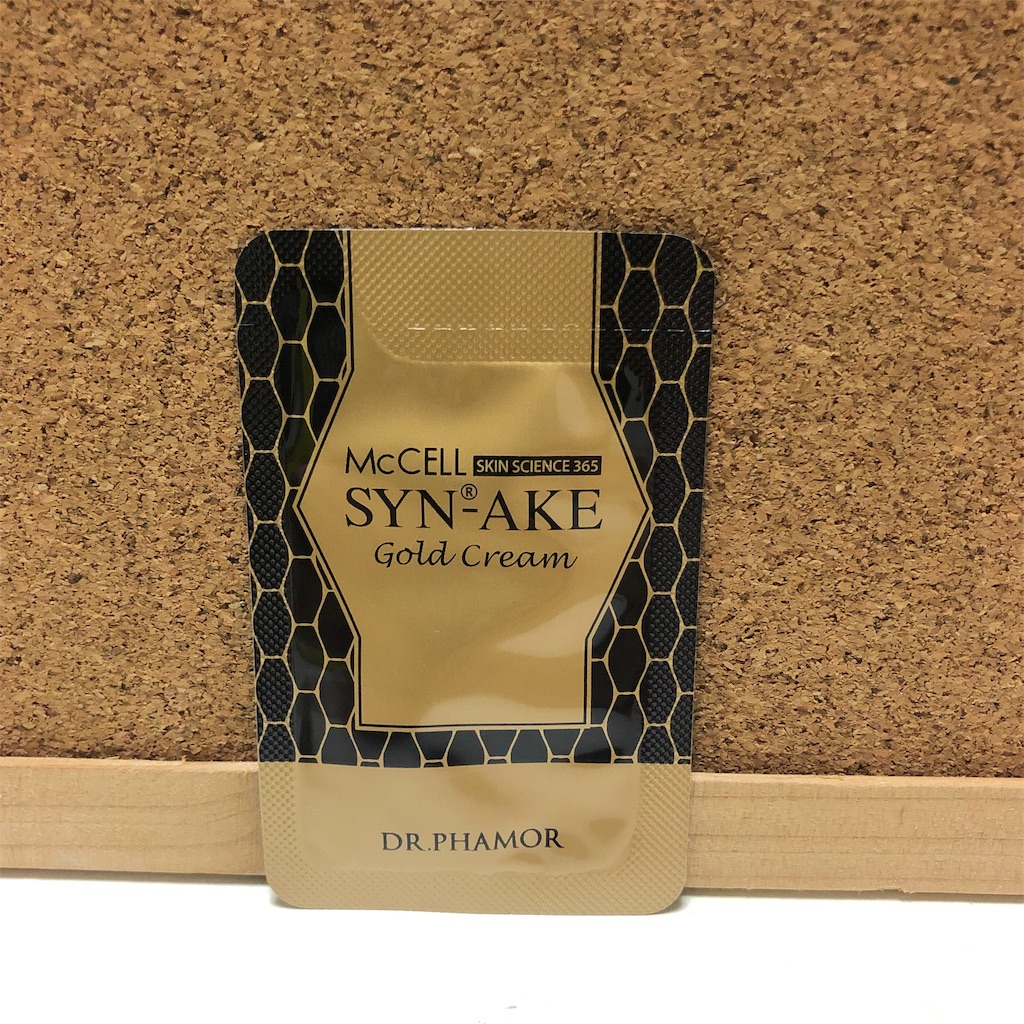 McCELL SKIN SCIENCE 365
SYN®-AKE
Gold Cream
DR.PHAMOR